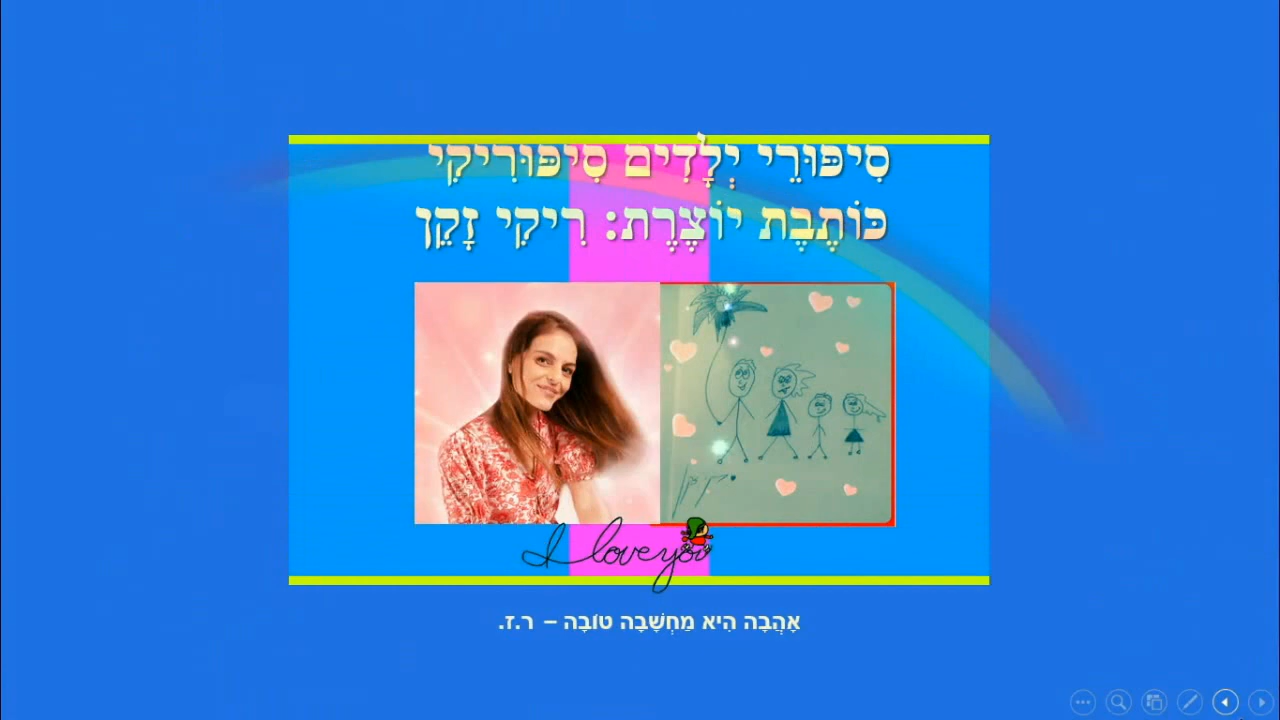 סִיפּוּרֵי יְלָדִים סִיפּוּרִיקִי
כּוֹתֶבֶת יוֹצֶרֶת: רִיקִי זָקֵן
I love you
אָהֲבָה הִיא מַחְשָׁבָה טוֹבָה – ר.ז.